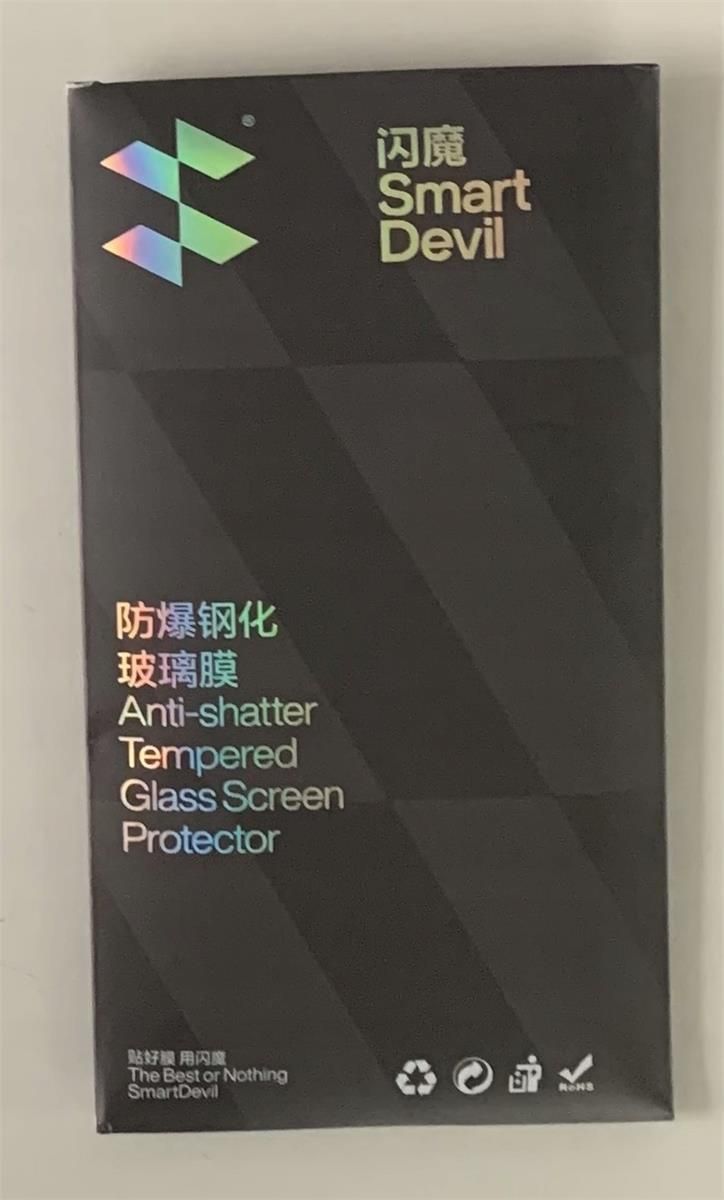 ®
闪魔
Smart
Devil
防爆钢化
玻璃膜
Anti-shatter
Tempered
Glass Screen
Protector
贴好膜 用闪魔
The Best or Nothing
SmartDevil
RoHS